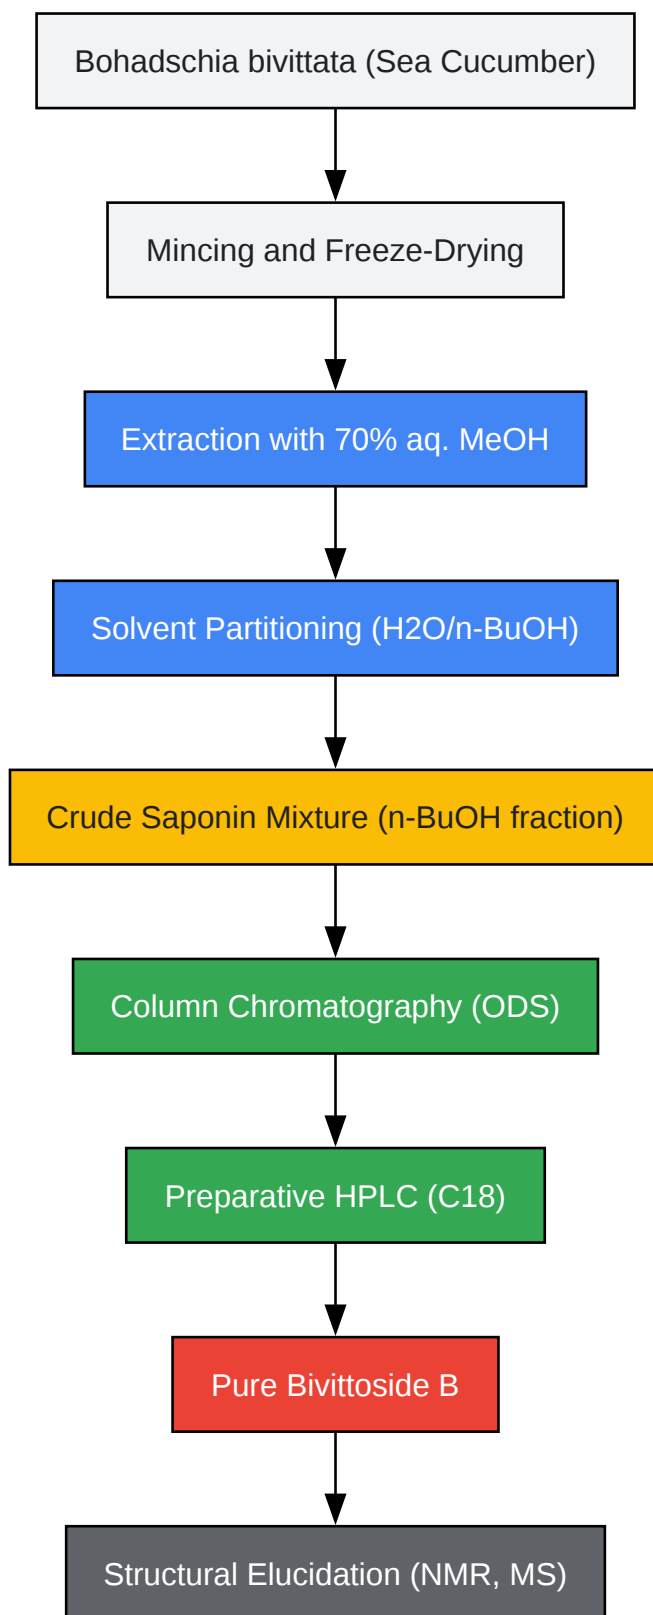 Bohadschia bivittata (Sea Cucumber)
Mincing and Freeze-Drying
Extraction with 70% aq. MeOH
Solvent Partitioning (H2O/n-BuOH)
Crude Saponin Mixture (n-BuOH fraction)
Column Chromatography (ODS)
Preparative HPLC (C18)
Pure Bivittoside B
Structural Elucidation (NMR, MS)